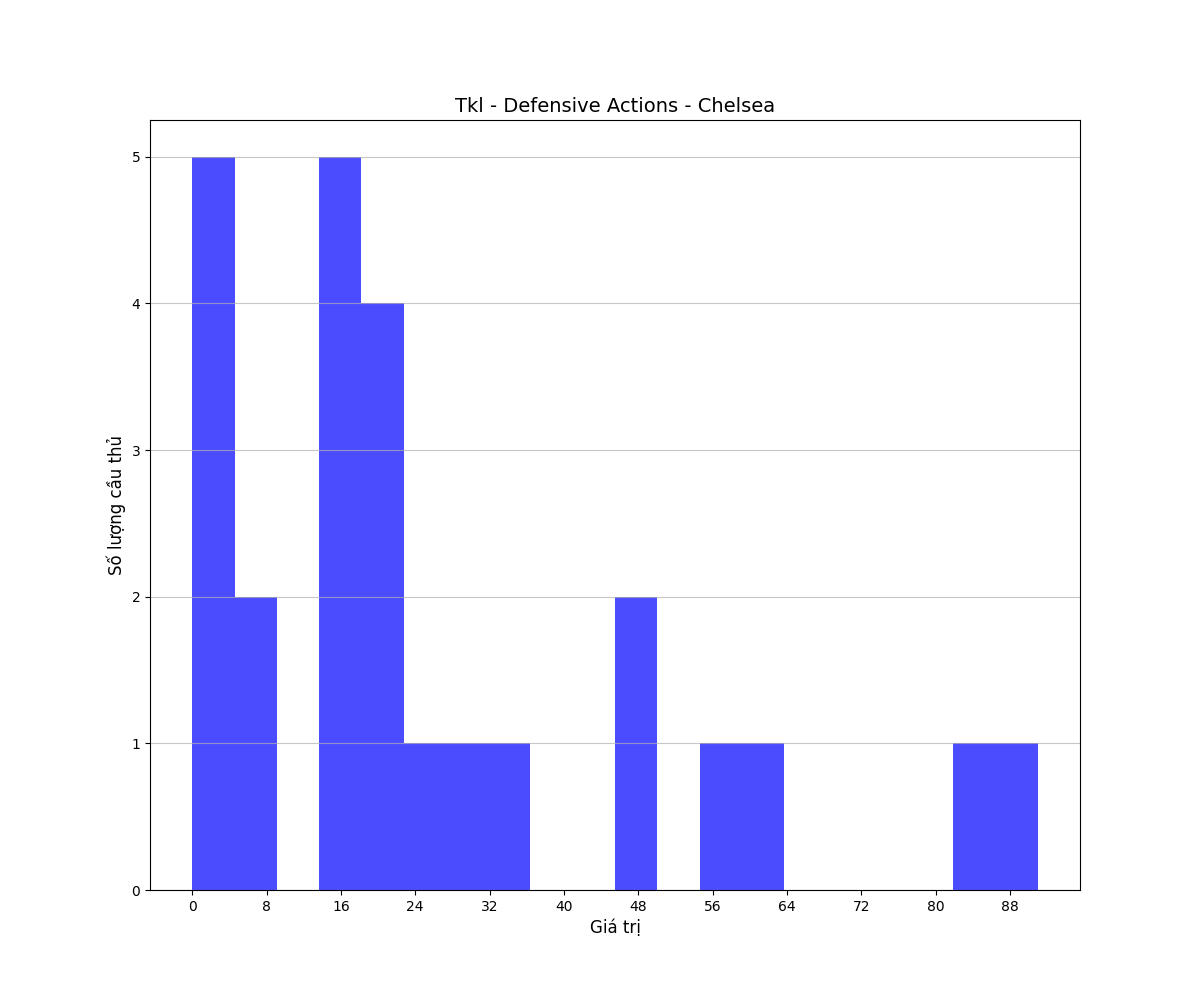 Tkl - Defensive Actions - Chelsea
5
4
3
2
1
0
Số lượng cầu thủ
0 8 16 24 32 40 48 56 64 72 80 88
Giá trị